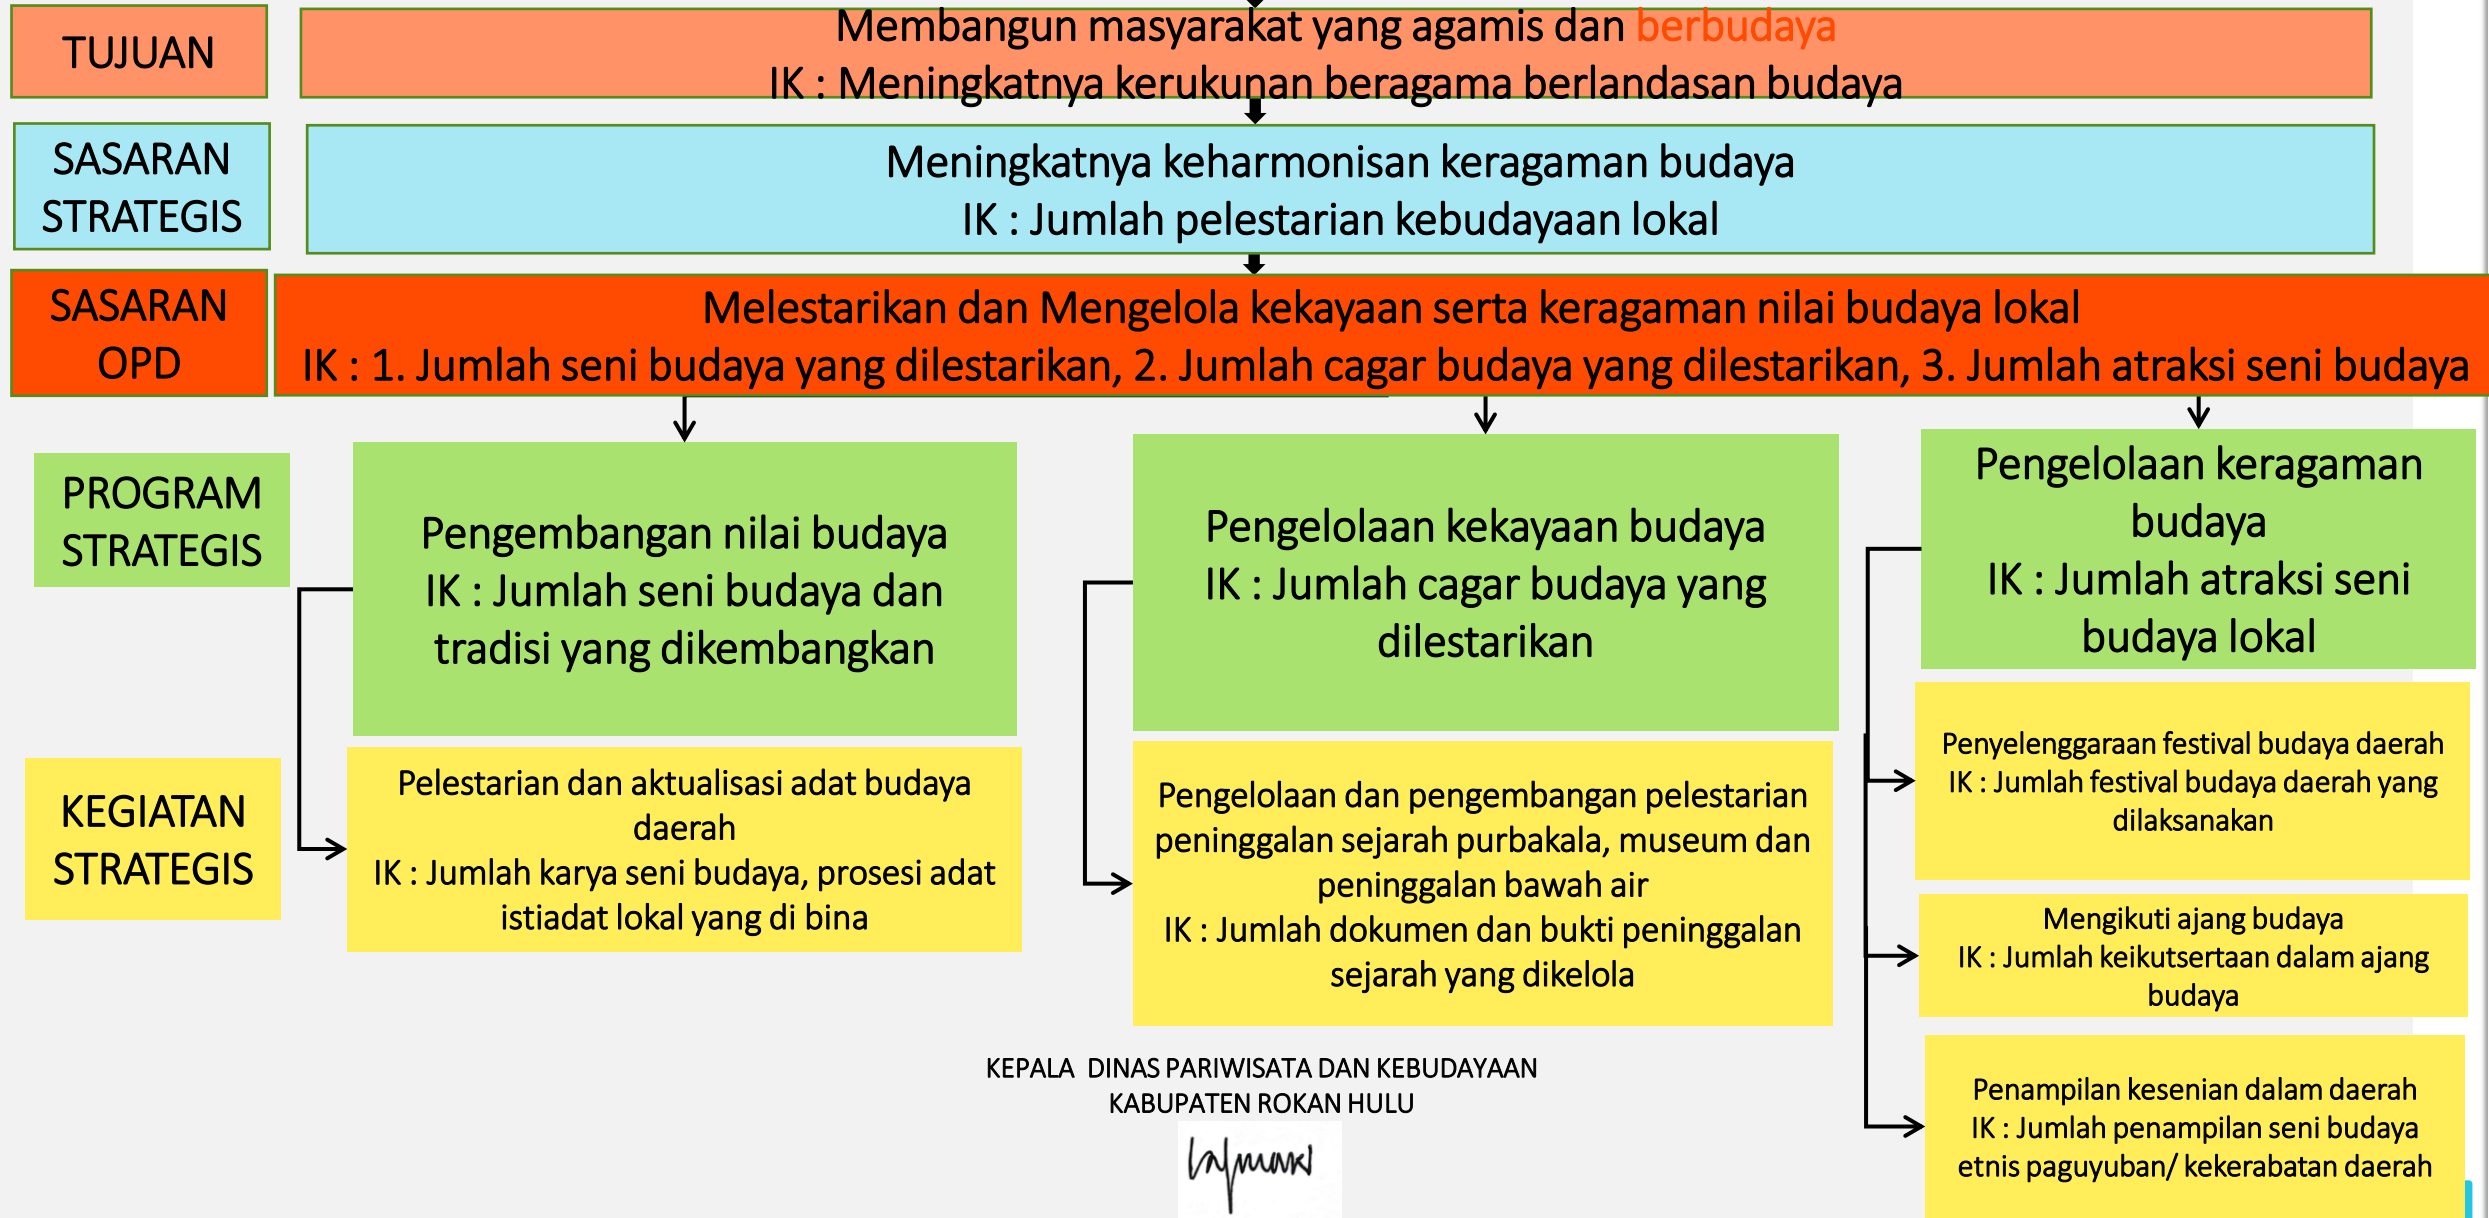 TUJUAN
Membangun masyarakat yang agamis dan berbudaya
IK : Meningkatnya kerukunan beragama berlandasan budaya
SASARAN
STRATEGIS
Meningkatnya keharmonisan keragaman budaya
IK : Jumlah pelestarian kebudayaan lokal
SASARAN
OPD
Melestarikan dan Mengelola kekayaan serta keragaman nilai budaya lokal
IK : 1. Jumlah seni budaya yang dilestarikan, 2. Jumlah cagar budaya yang dilestarikan, 3. Jumlah atraksi seni budaya
PROGRAM
STRATEGIS
Pengembangan nilai budaya
IK : Jumlah seni budaya dan
tradisi yang dikembangkan
Pengelolaan kekayaan budaya
IK : Jumlah cagar budaya yang
dilestarikan
Pengelolaan keragaman
budaya
IK : Jumlah atraksi seni
budaya lokal
KEGIATAN
STRATEGIS
Pelestarian dan aktualisasi adat budaya
daerah
IK : Jumlah karya seni budaya, prosesi adat
istiadat lokal yang di bina
Pengelolaan dan pengembangan pelestarian
peninggalan sejarah purbakala, museum dan
peninggalan bawah air
IK : Jumlah dokumen dan bukti peninggalan
sejarah yang dikelola
Penyelenggaraan festival budaya daerah
IK : Jumlah festival budaya daerah yang
dilaksanakan
Mengikuti ajang budaya
IK : Jumlah keikutsertaan dalam ajang
budaya
Penampilan kesenian dalam daerah
IK : Jumlah penampilan seni budaya
etnis paguyuban/ kekerabatan daerah
KEPALA DINAS PARIWISATA DAN KEBUDAYAAN
KABUPATEN ROKAN HULU